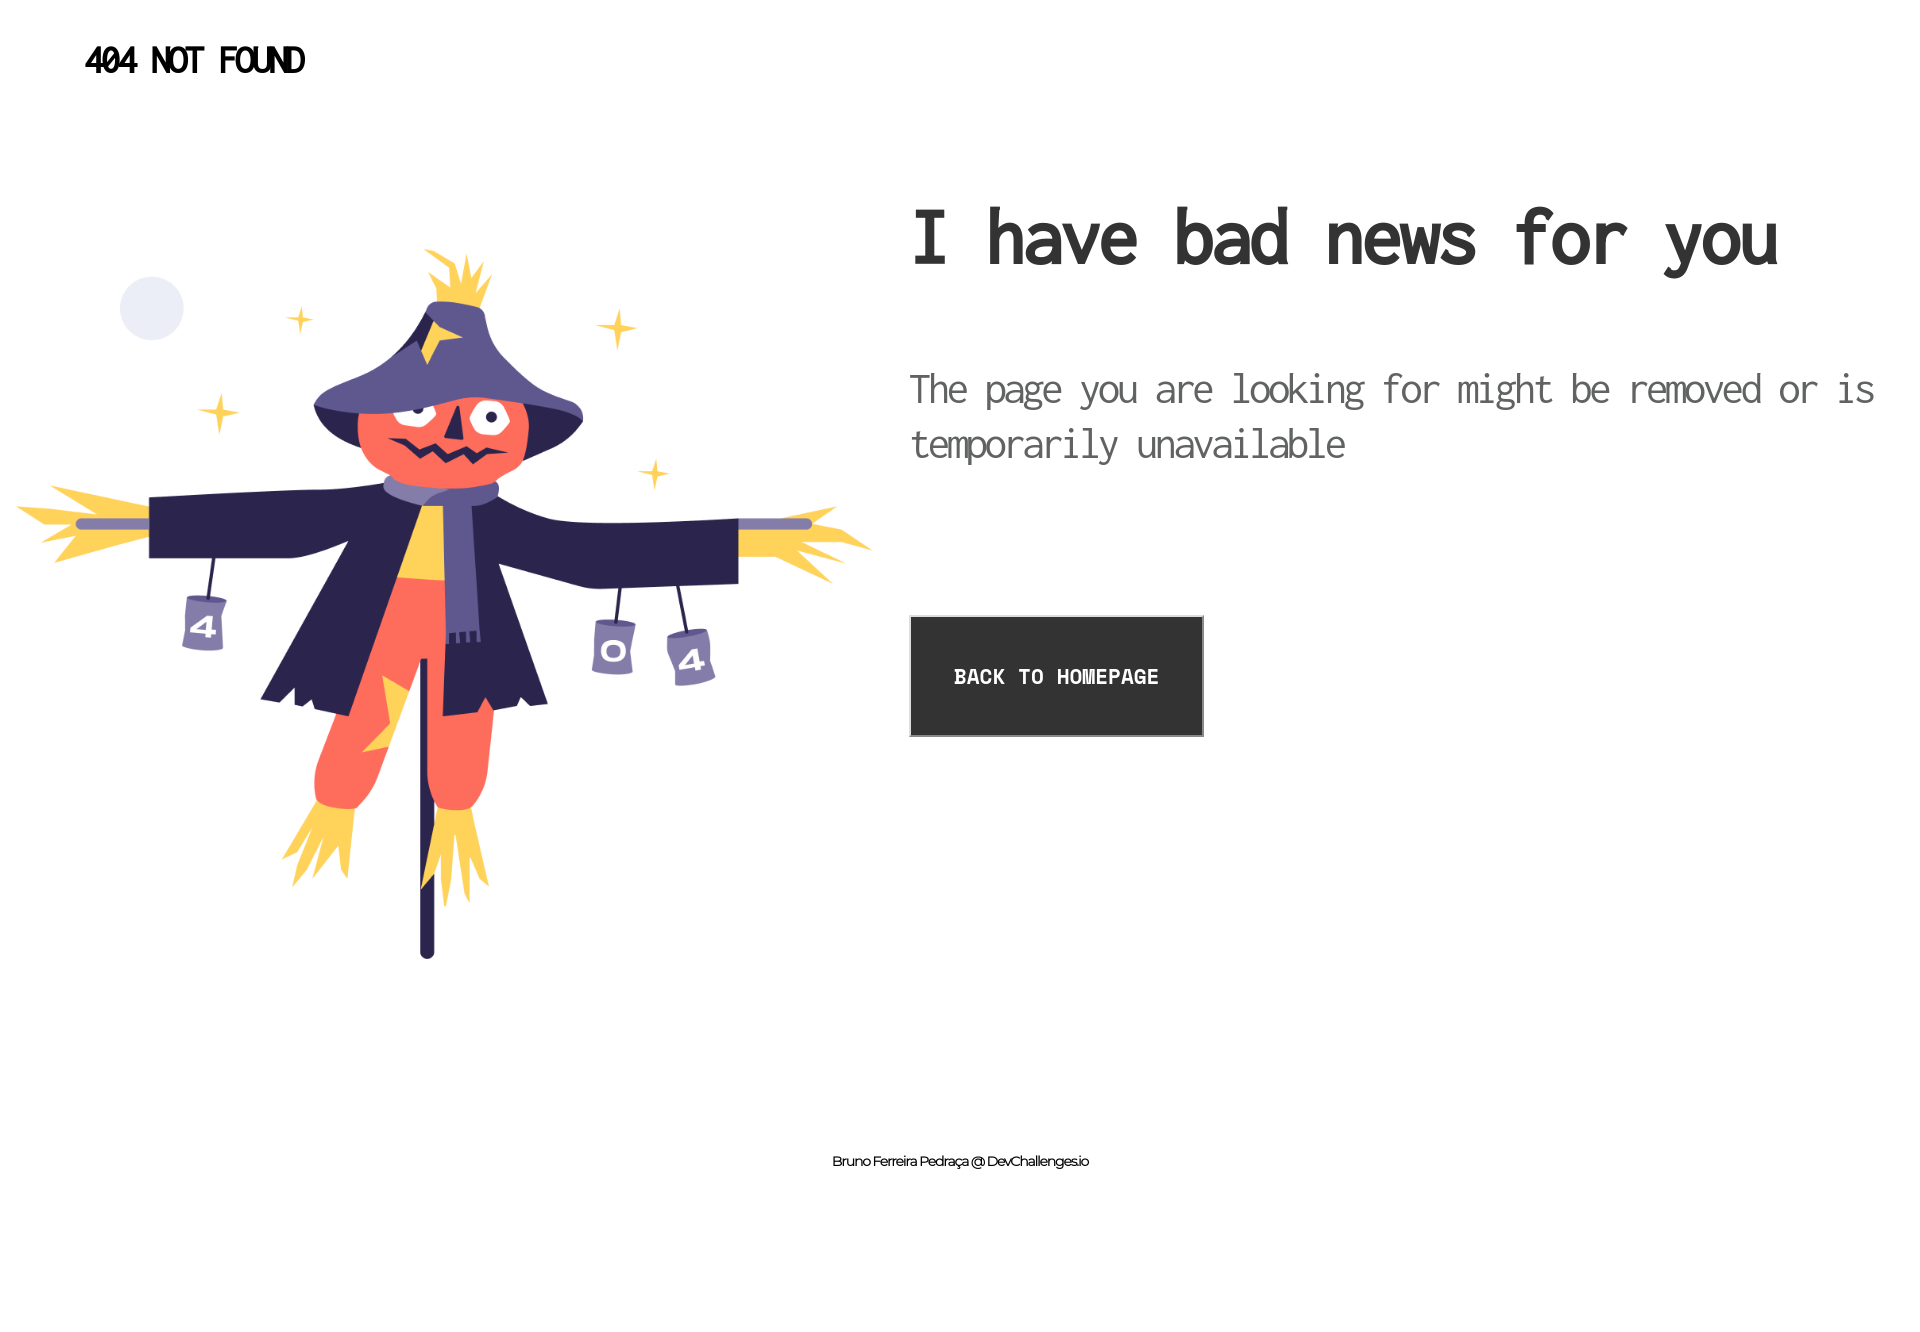 404 NOT FOUND
I have bad news for you
The page you are looking for might be removed or is
temporarily unavailable
4
0
4
BACK TO HOMEPAGE
Bruno Ferreira Pedraça @ DevChallenges.io